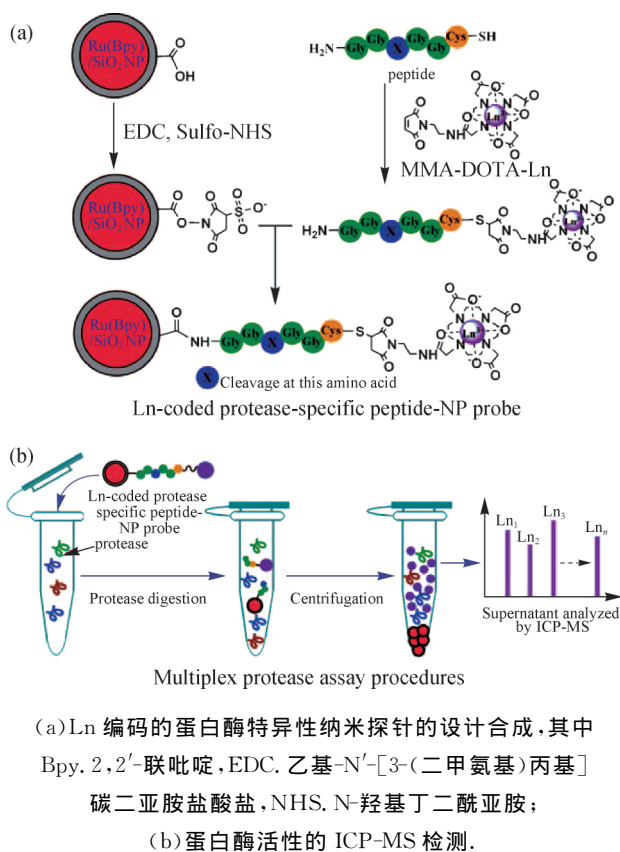 (a)
Ru(Bpy)
/SiO₂ NP
O
OH
H₂N
Gly
Gly
X
Gly
Gly
Cys
SH
peptide
EDC, Sulfo-NHS
MMA-DOTA-Ln
Ru(Bpy)
/SiO₂ NP
H₂N
Gly
Gly
X
Gly
Gly
Cys
S
Ru(Bpy)
/SiO₂ NP
NH
Gly
Gly
X
Gly
Gly
Cys
S
X Cleavage at this amino acid
Ln-coded protease-specific peptide-NP probe
(b)
Ln-coded protease
specific peptide-
NP probe
protease
Protease digestion
Centrifugation
Ln₁
Ln₂
Ln₃
Lnₙ
Supernatant analyzed
by ICP-MS
Multiplex protease assay procedures
(a)Ln 编码的蛋白酶特异性纳米探针的设计合成,其中
Bpy. 2,2′-联吡啶,EDC. 乙基-N′-[3-(二甲氨基)丙基]
碳二亚胺盐酸盐,NHS. N-羟基丁二酰亚胺;
(b)蛋白酶活性的 ICP-MS 检测.